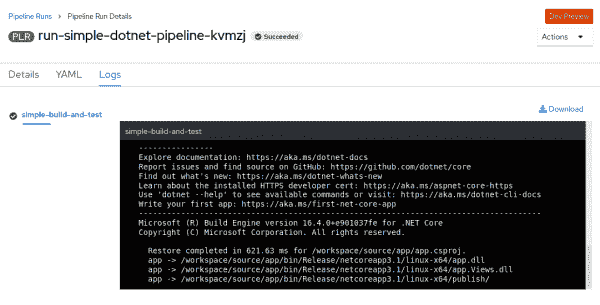 Pipeline Runs > Pipeline Run Details
Dev Preview
PLR run-simple-dotnet-pipeline-kvmzj Succeeded
Actions
Details YAML Logs
simple-build-and-test
Download
simple-build-and-test
---------------
Explore documentation: https://aka.ms/dotnet-docs
Report issues and find source on GitHub: https://github.com/dotnet/core
Find out what's new: https://aka.ms/dotnet-whats-new
Learn about the installed HTTPS developer cert: https://aka.ms/aspnet-core-https
Use 'dotnet --help' to see available commands or visit: https://aka.ms/dotnet-cli-docs
Write your first app: https://aka.ms/first-net-core-app
--------------------------------------------------------------------------------
Microsoft (R) Build Engine version 16.4.0+e901037fe for .NET Core
Copyright (C) Microsoft Corporation. All rights reserved.
Restore completed in 621.63 ms for /workspace/source/app/app.csproj.
app -> /workspace/source/app/bin/Release/netcoreapp3.1/linux-x64/app.dll
app -> /workspace/source/app/bin/Release/netcoreapp3.1/linux-x64/app.Views.dll
app -> /workspace/source/app/bin/Release/netcoreapp3.1/linux-x64/publish/